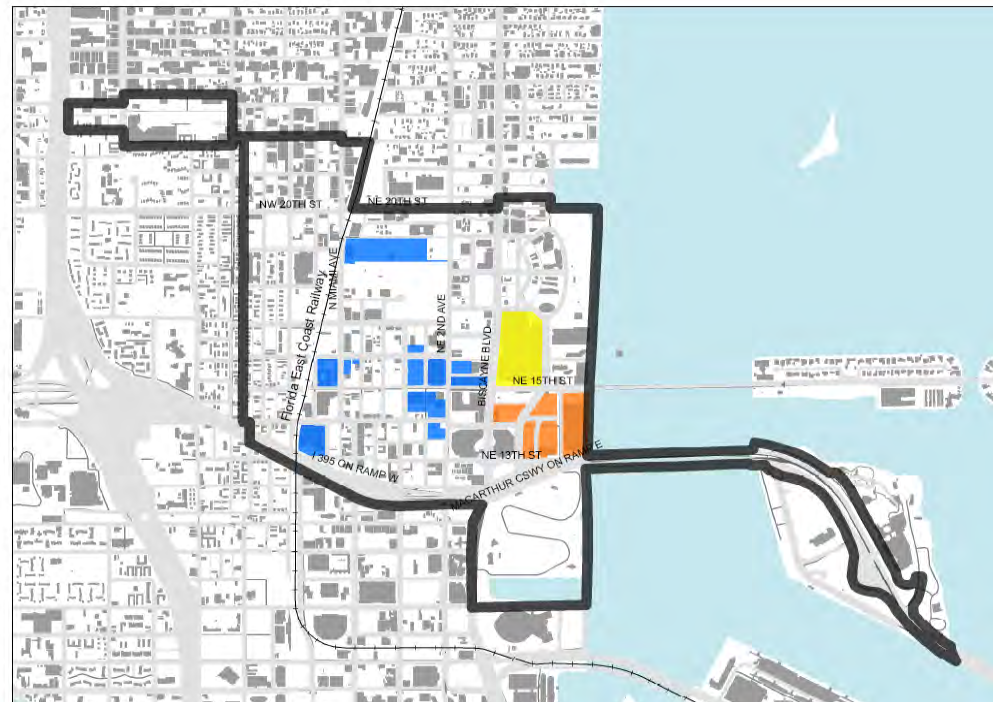 NW 20TH ST
NE 20TH ST
N MIAMI AVE
Florida East Coast Railway
NE 2ND AVE
BISCAYNE BLVD
NE 15TH ST
NE 13TH ST
I 395 ON RAMP W
MACARTHUR CSWY ON RAMP E